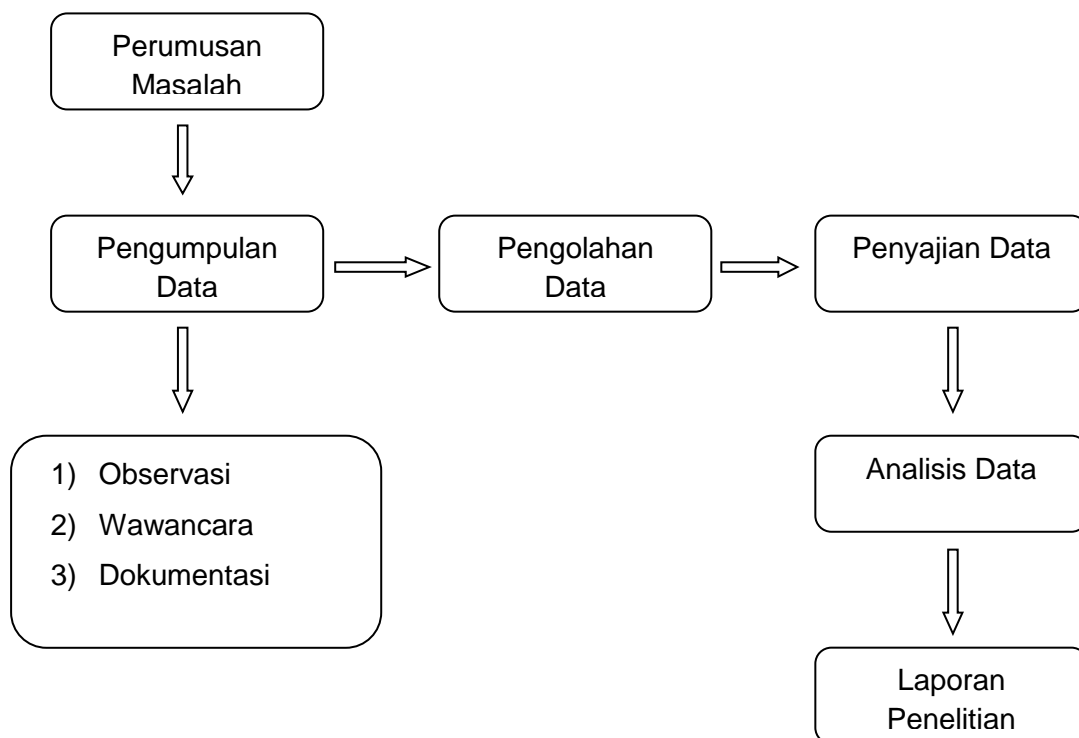 Perumusan
Masalah
Pengumpulan
Data
Pengolahan
Data
Penyajian Data
1) Observasi
2) Wawancara
3) Dokumentasi
Analisis Data
Laporan
Penelitian